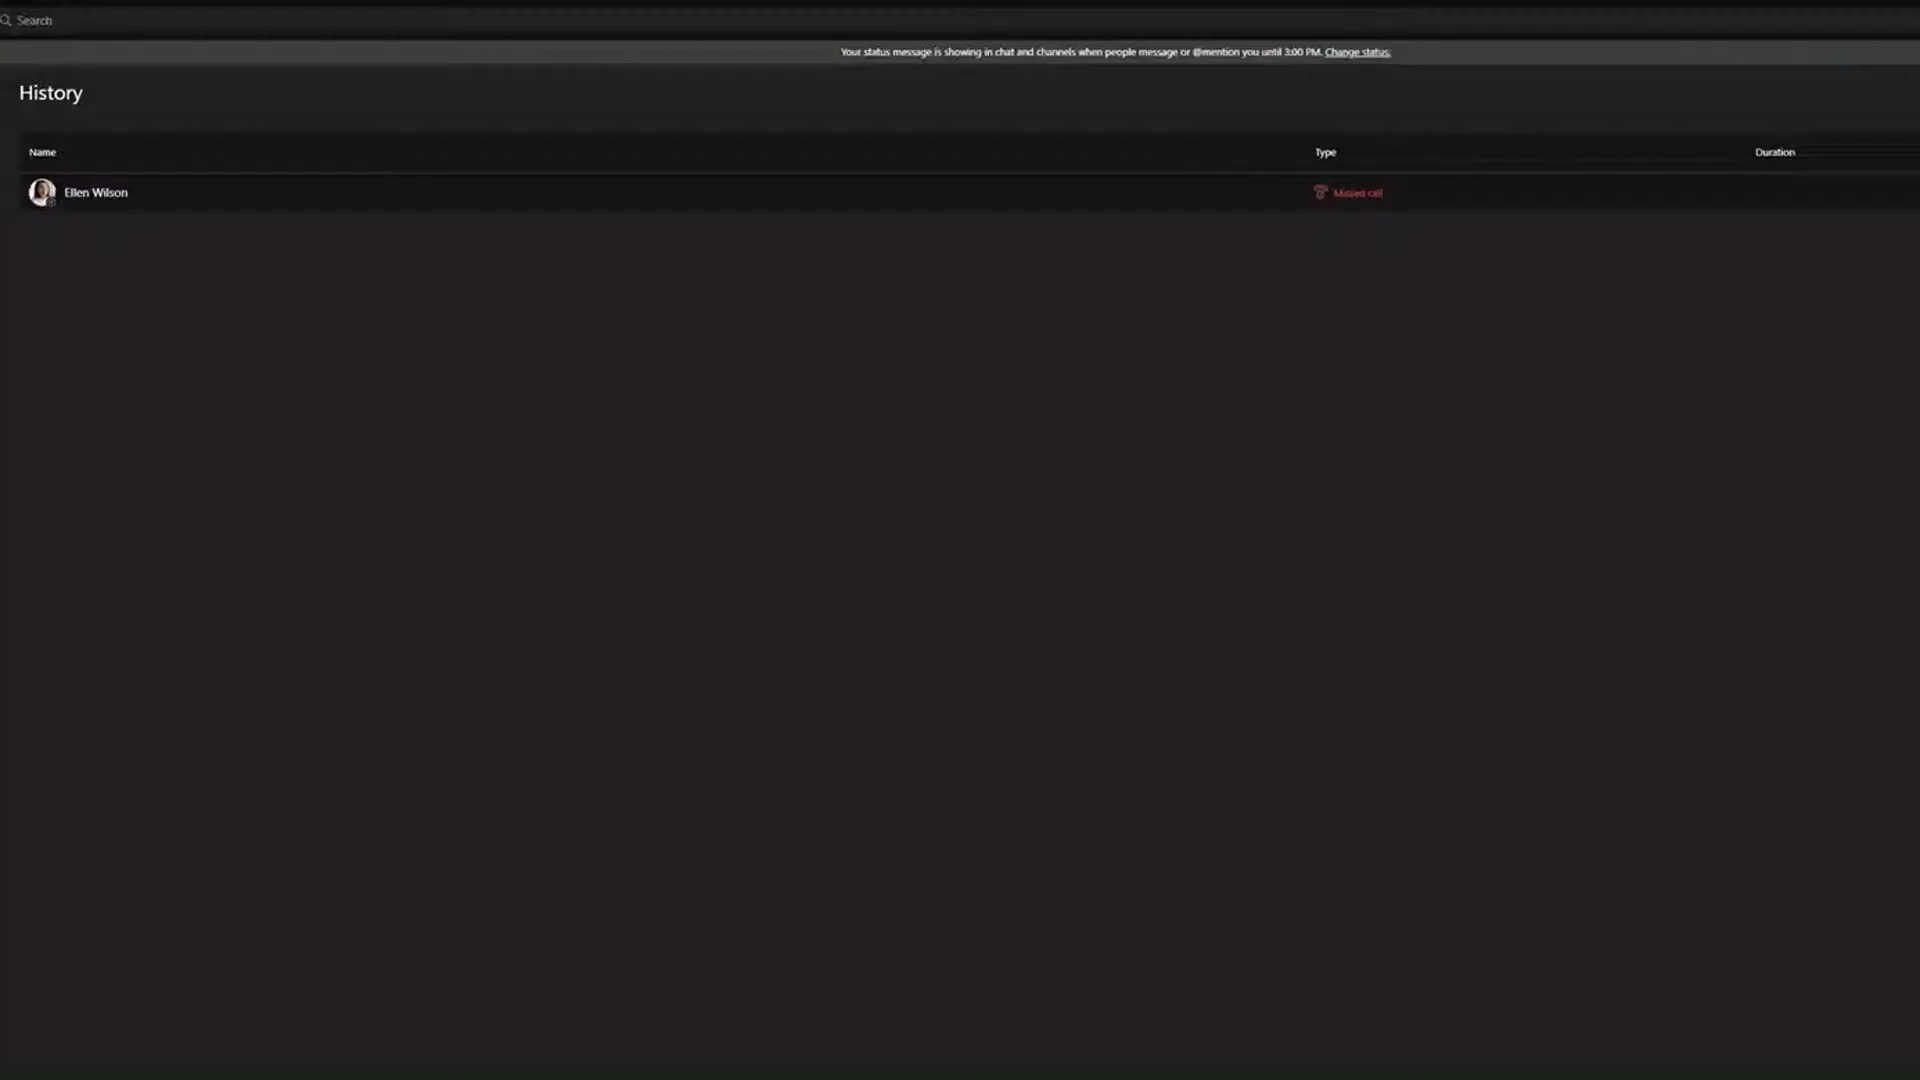 Search
Your status message is showing in chat and channels when people message or @mention you until 3:00 PM. Change status.
History
Name Type Duration
Ellen Wilson Missed call